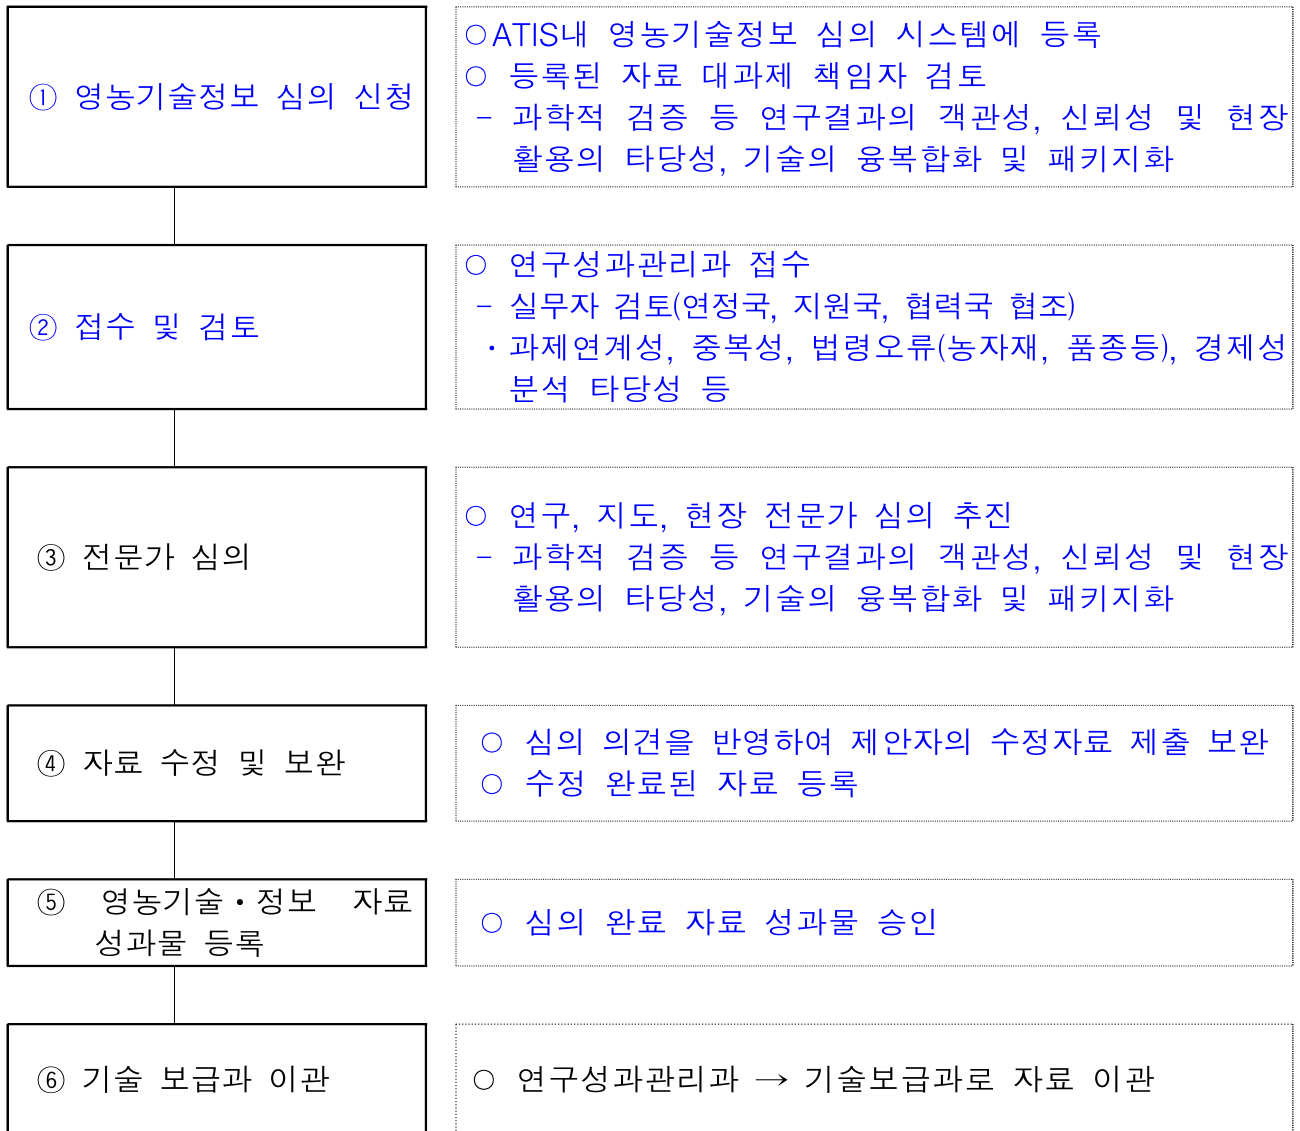 ① 영농기술정보 심의 신청
○ATIS내 영농기술정보 심의 시스템에 등록
○ 등록된 자료 대과제 책임자 검토
- 과학적 검증 등 연구결과의 객관성, 신뢰성 및 현장
활용의 타당성, 기술의 융복합화 및 패키지화
② 접수 및 검토
○ 연구성과관리과 접수
- 실무자 검토(연정국, 지원국, 협력국 협조)
・과제연계성, 중복성, 법령오류(농자재, 품종등), 경제성
분석 타당성 등
③ 전문가 심의
○ 연구, 지도, 현장 전문가 심의 추진
- 과학적 검증 등 연구결과의 객관성, 신뢰성 및 현장
활용의 타당성, 기술의 융복합화 및 패키지화
④ 자료 수정 및 보완
○ 심의 의견을 반영하여 제안자의 수정자료 제출 보완
○ 수정 완료된 자료 등록
⑤ 영농기술・정보 자료
성과물 등록
○ 심의 완료 자료 성과물 승인
⑥ 기술 보급과 이관
○ 연구성과관리과 → 기술보급과로 자료 이관